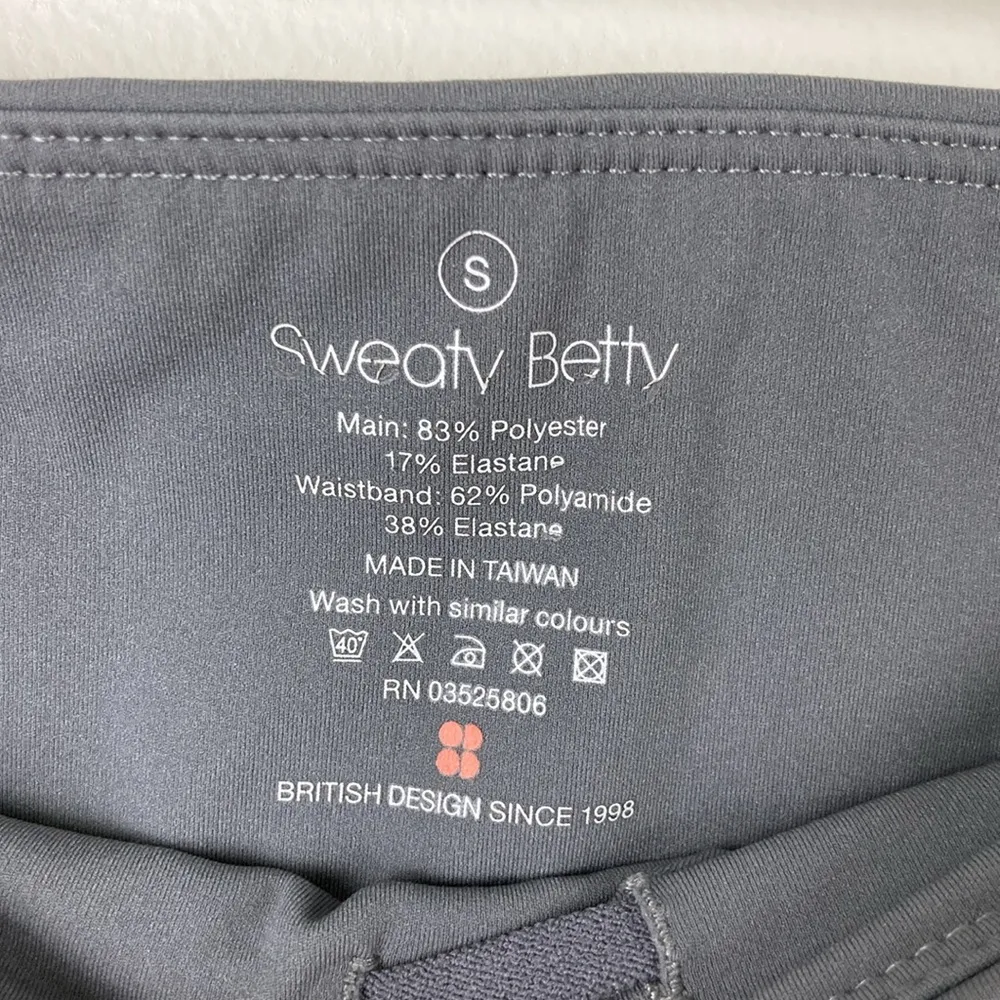 S
Sweaty Betty
Main: 83% Polyester
17% Elastane
Waistband: 62% Polyamide
38% Elastane
MADE IN TAIWAN
Wash with similar colours
40°
RN 03525806
BRITISH DESIGN SINCE 1998